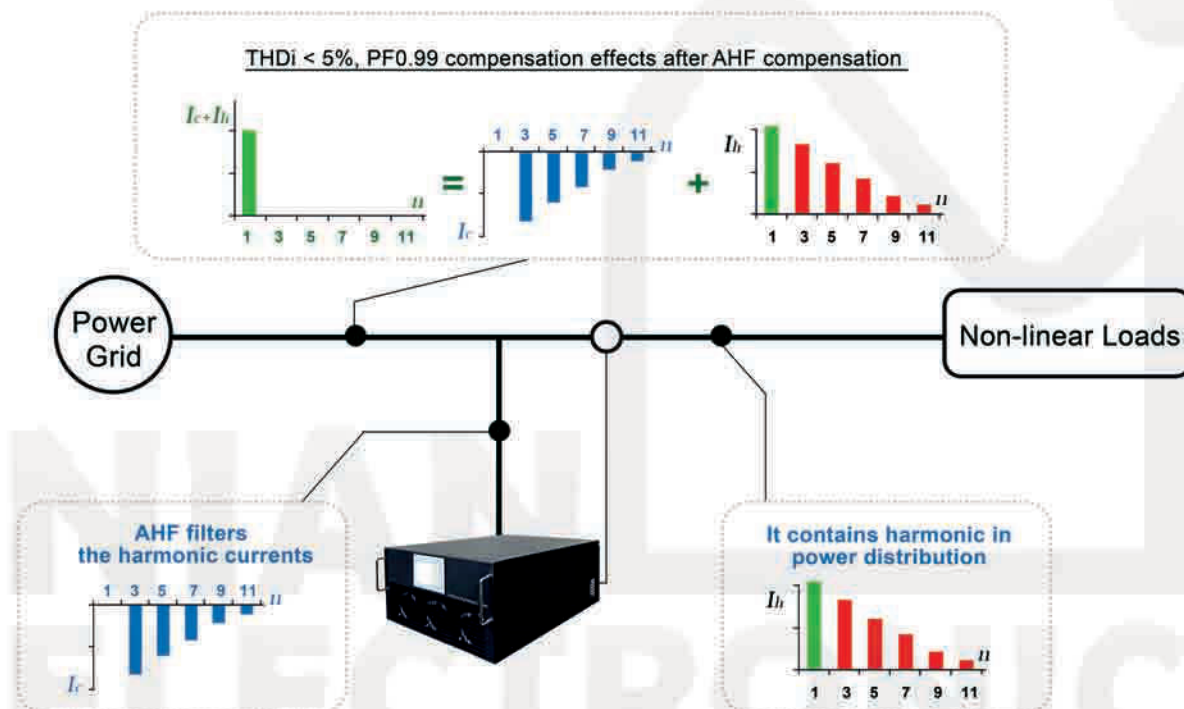 THDi < 5%, PF0.99 compensation effects after AHF compensation
Ic+Ih
n
1 3 5 7 9 11
=
1 3 5 7 9 11
n
Ic
+
Ih
n
1 3 5 7 9 11
Power
Grid
Non-linear Loads
AHF filters
the harmonic currents
1 3 5 7 9 11
n
Ic
It contains harmonic in
power distribution
Ih
n
1 3 5 7 9 11
NIAN
ELECTRONIC